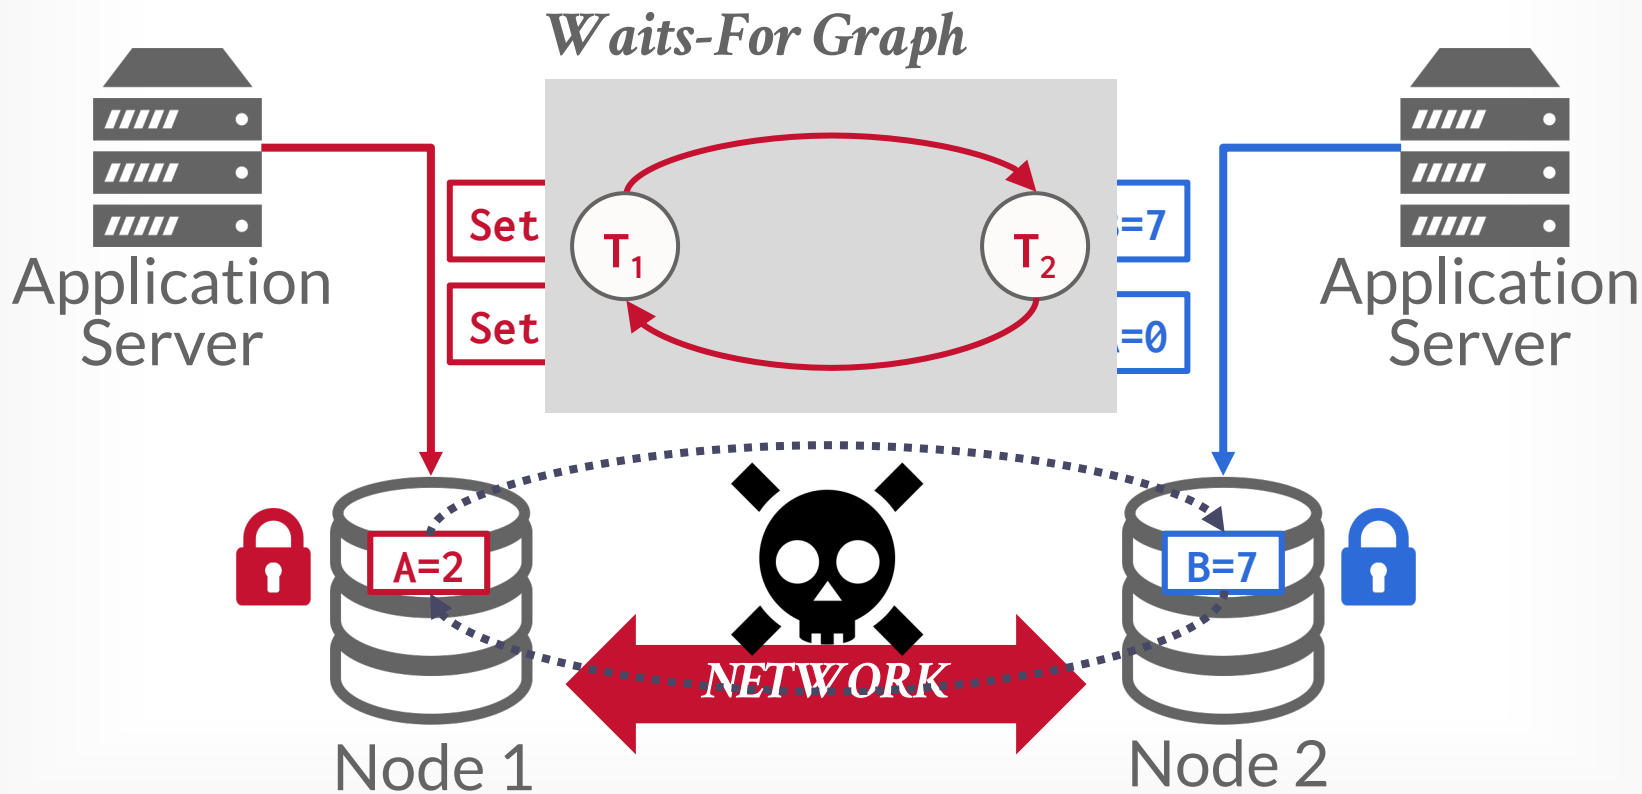 Waits-For Graph
Application
Server
Set
Set
T1
T2
=7
=0
Application
Server
A=2
B=7
NETWORK
Node 1
Node 2